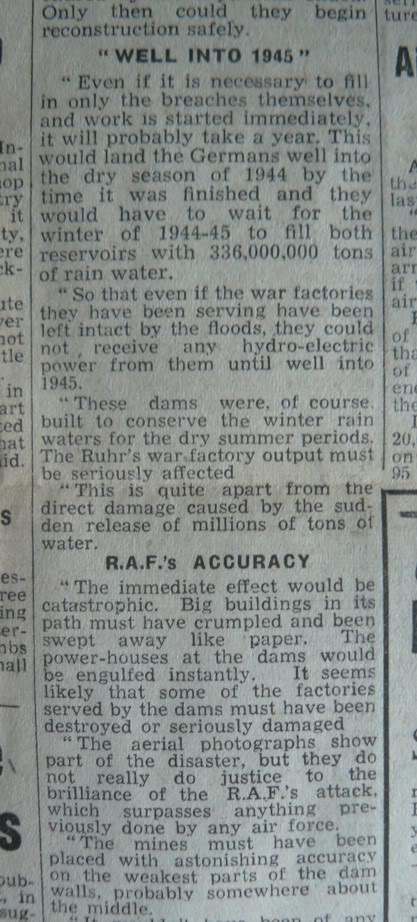 Only then could they begin
reconstruction safely.
"WELL INTO 1945"
"Even if it is necessary to fill
in only the breaches themselves,
and work is started immediately,
it will probably take a year. This
would land the Germans well into
the dry season of 1944 by the
time it was finished and they
would have to wait for the
winter of 1944-45 to fill both
reservoirs with 336,000,000 tons
of rain water.
"So that even if the war factories
they have been serving have been
left intact by the floods, they could
not receive any hydro-electric
power from them until well into
1945.
"These dams were, of course,
built to conserve the winter rain
waters for the dry summer periods.
The Ruhr's war factory output must
be seriously affected
"This is quite apart from the
direct damage caused by the sud-
den release of millions of tons of
water.
R.A.F.'s ACCURACY
"The immediate effect would be
catastrophic. Big buildings in its
path must have crumpled and been
swept away like paper. The
power-houses at the dams would
be engulfed instantly. It seems
likely that some of the factories
served by the dams must have been
destroyed or seriously damaged
"The aerial photographs show
part of the disaster, but they do
not really do justice to the
brilliance of the R.A.F.'s attack,
which surpasses anything pre-
viously done by any air force.
"The mines must have been
placed with astonishing accuracy
on the weakest parts of the dam
walls, probably somewhere about
the middle.